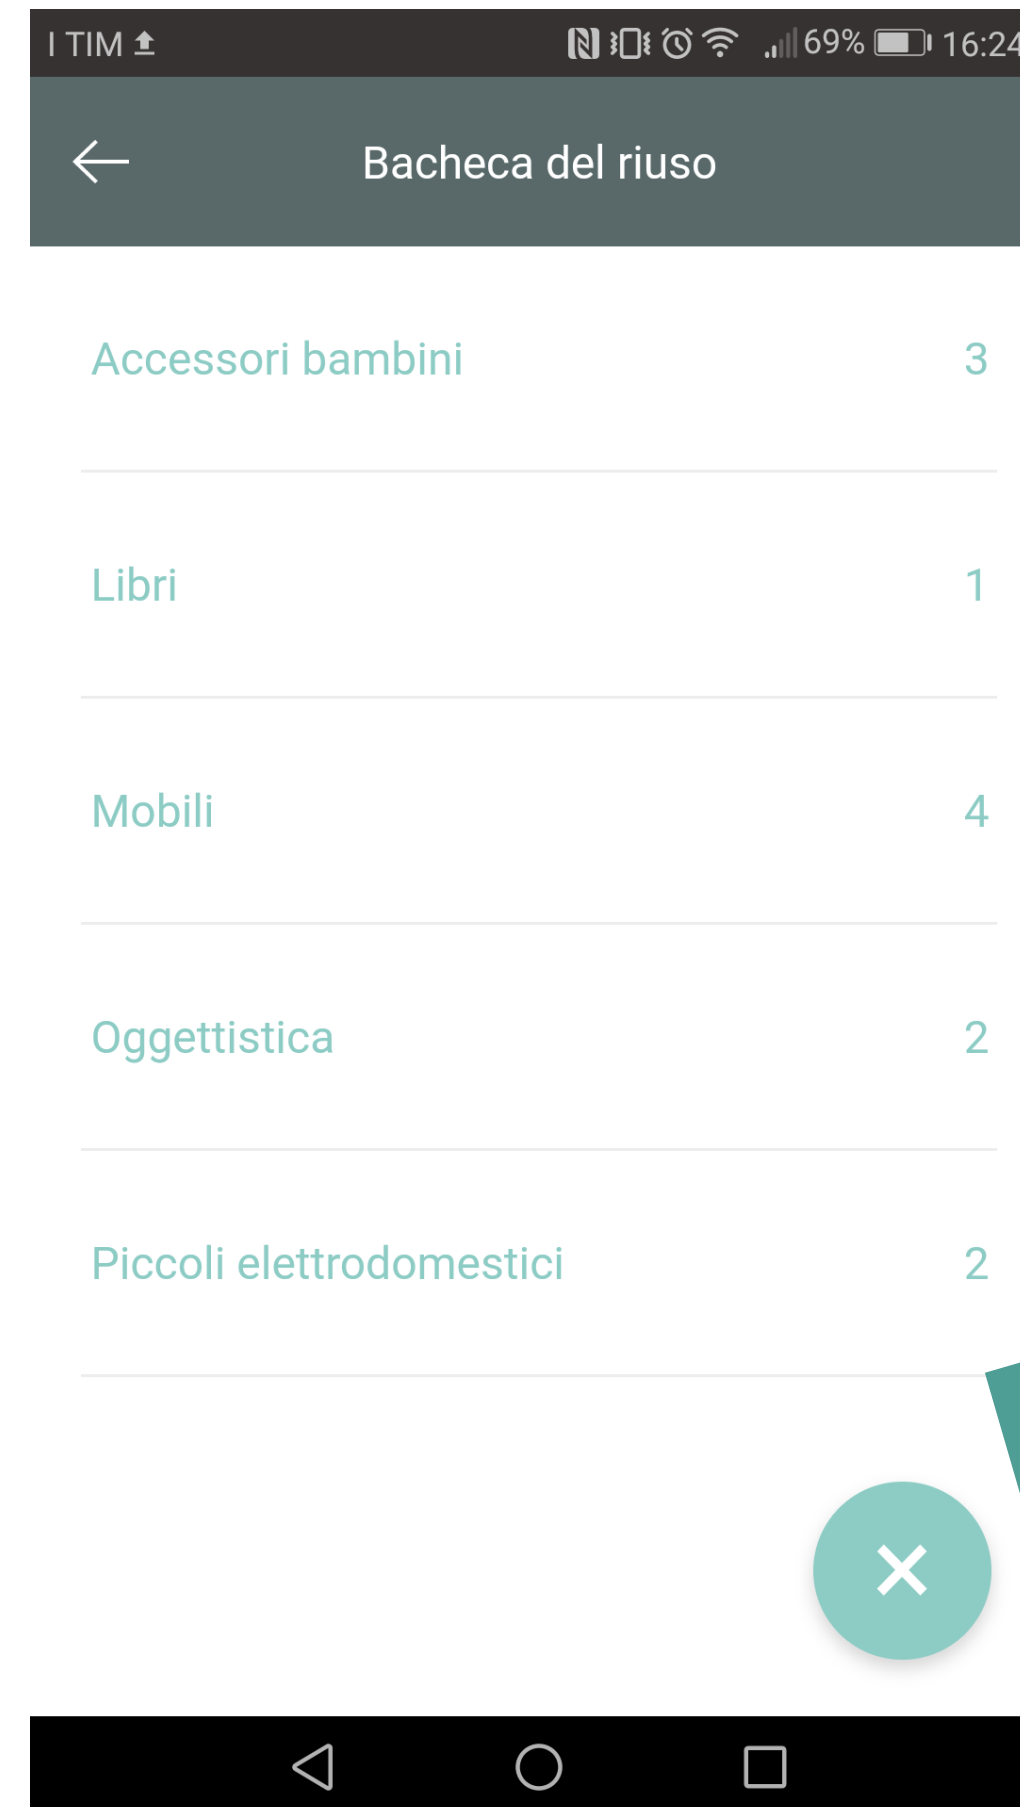 I TIM 69% 16:24
Bacheca del riuso
Accessori bambini 3
Libri 1
Mobili 4
Oggettistica 2
Piccoli elettrodomestici 2